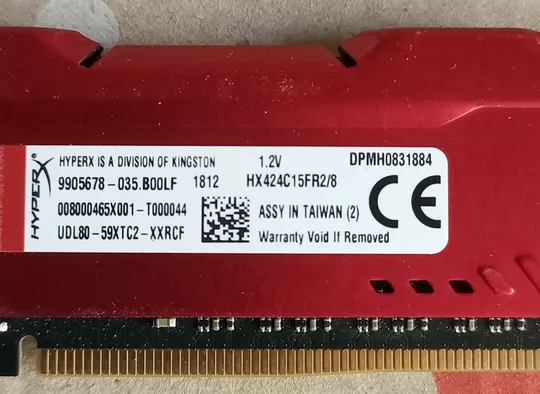 HYPERX
HYPERX IS A DIVISION OF KINGSTON 1.2V DPMH0831884
9905678-035.B00LF 1812 HX424C15FR2/8
008000465X001-T000044 ASSY IN TAIWAN (2) CE
UDL80-59XTC2-XXRCF Warranty Void If Removed